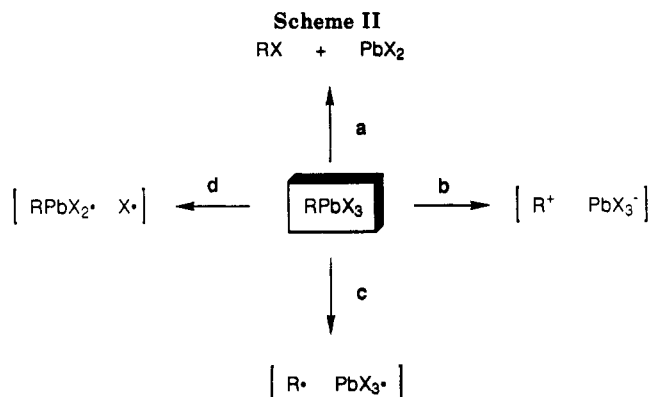 Scheme II
RX + PbX₂
a
[ RPbX₂• X• ] d RPbX₃ b [ R⁺ PbX₃⁻ ]
c
[ R• PbX₃• ]